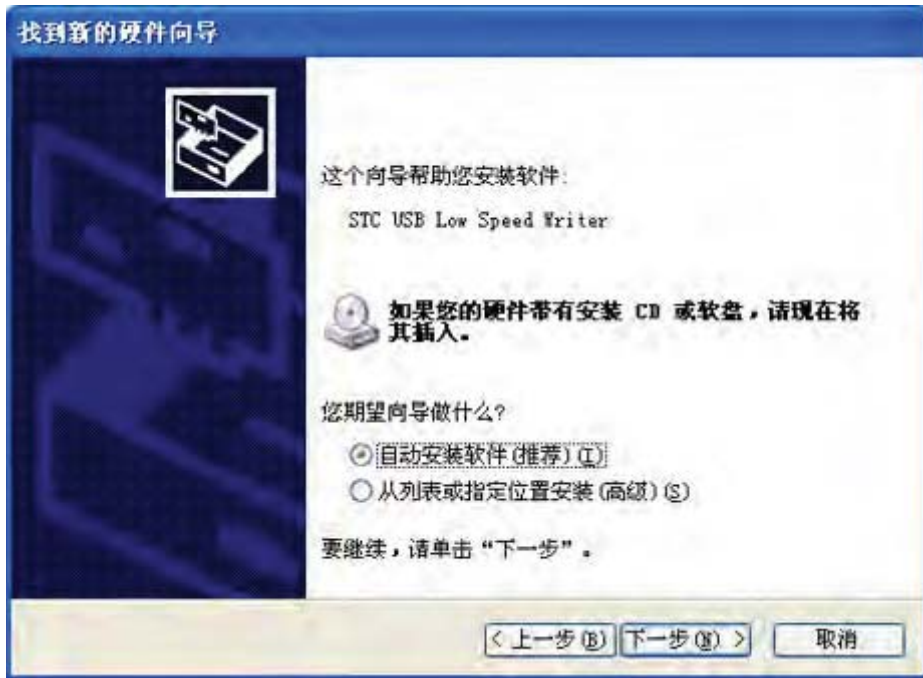 找到新的硬件向导
这个向导帮助您安装软件:
STC USB Low Speed Writer
如果您的硬件带有安装 CD 或软盘，请现在将
其插入。
您期望向导做什么?
自动安装软件(推荐)(I)
从列表或指定位置安装(高级)(S)
要继续，请单击“下一步”。
< 上一步(B) 下一步(N) > 取消